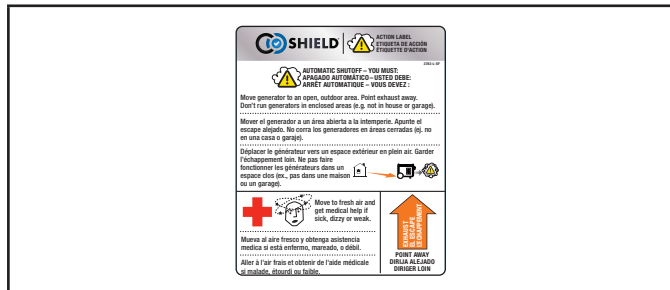 CO SHIELD
ACTION LABEL
ETIQUETA DE ACCIÓN
ÉTIQUETTE D'ACTION
AUTOMATIC SHUTOFF – YOU MUST:
APAGADO AUTOMÁTICO – USTED DEBE:
ARRÊT AUTOMATIQUE – VOUS DEVEZ :
Move generator to an open, outdoor area. Point exhaust away.
Don't run generators in enclosed areas (e.g. not in house or garage).
Mover el generador a un área abierta a la intemperie. Apunte el
escape alejado. No corra los generadores en áreas cerradas (ej. no
en una casa o garaje).
Déplacer le générateur vers un espace extérieur en plein air. Garder
l'échappement loin. Ne pas faire
fonctionner les générateurs dans un
espace clos (ex., pas dans une maison
ou un garage).
Move to fresh air and
get medical help if
sick, dizzy or weak.
Mueva al aire fresco y obtenga asistencia
medica si está enfermo, mareado, o débil.
Aller à l'air frais et obtenir de l'aide médicale
si malade, étourdi ou faible.
EXHAUST
EL ESCAPE
L'ÉCHAPPEMENT
POINT AWAY
DIRIJA ALEJADO
DIRIGER LOIN